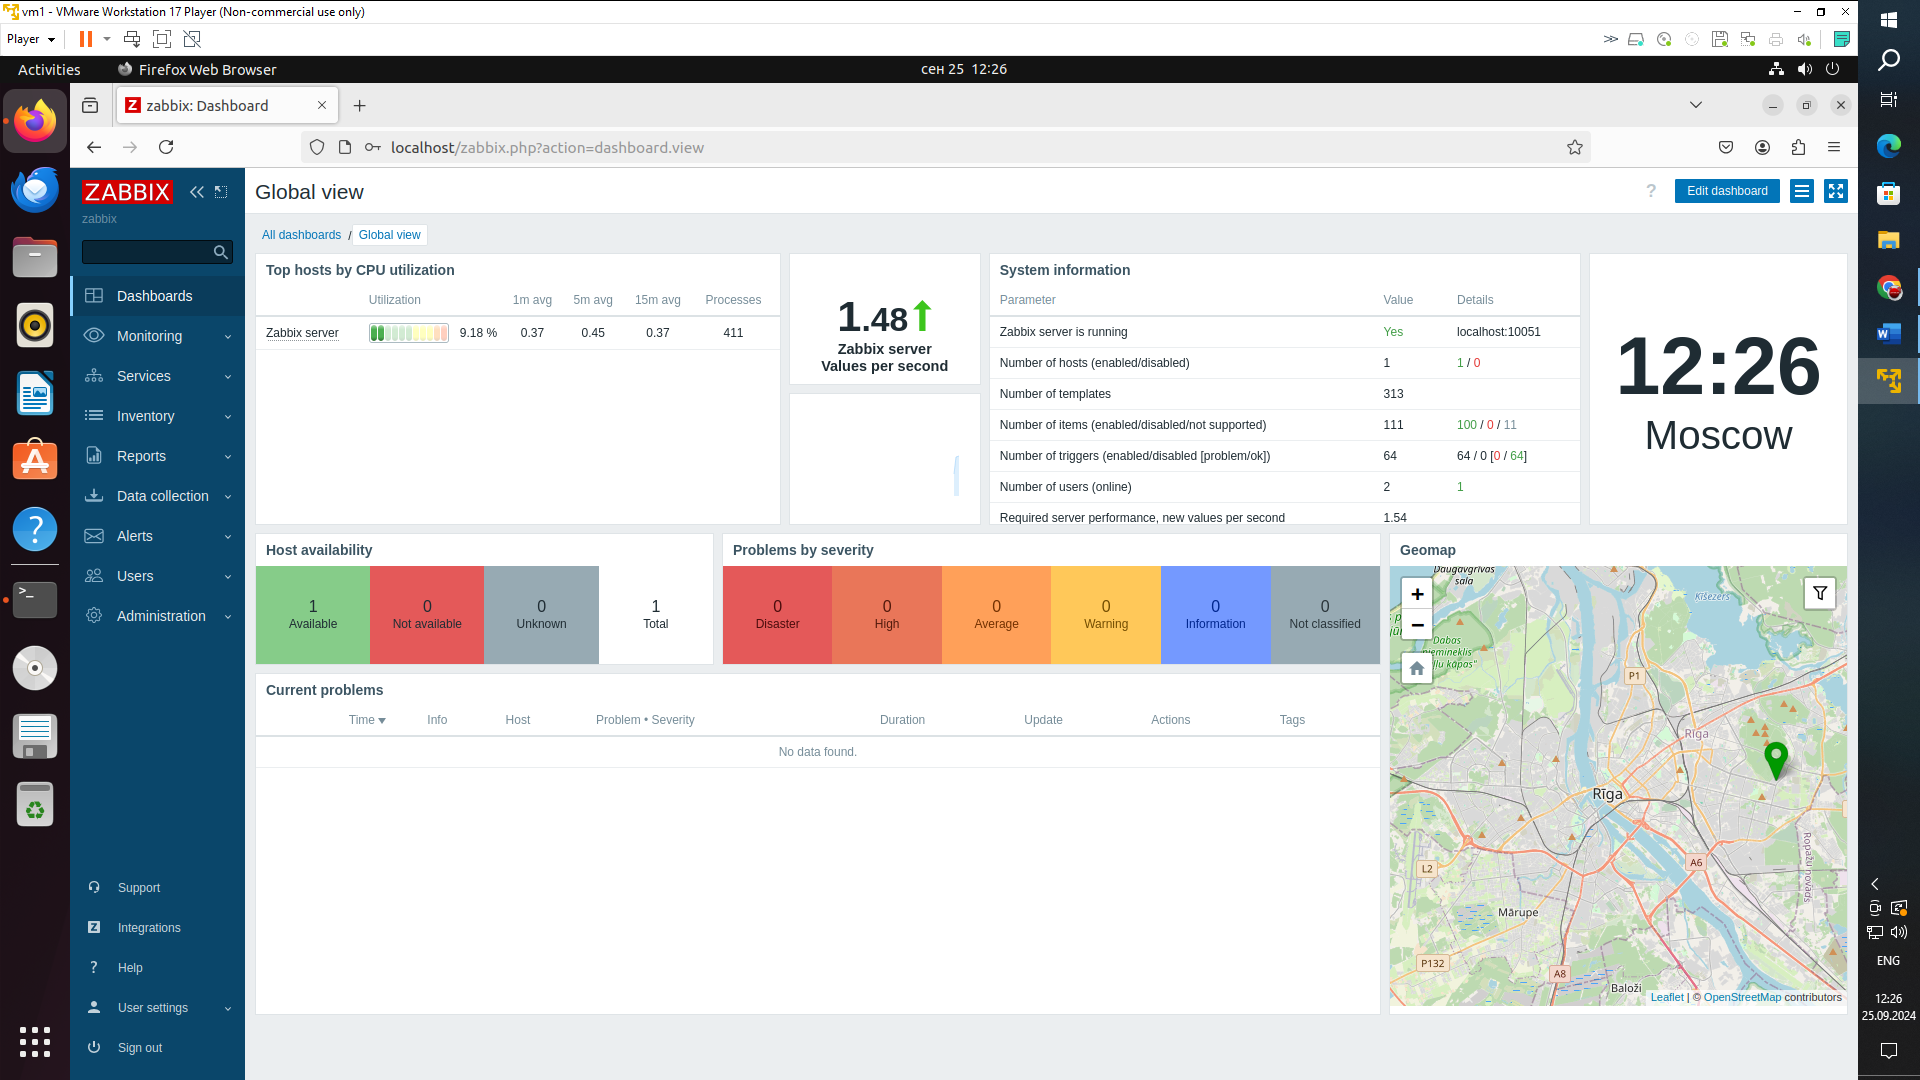 vm1 - VMware Workstation 17 Player (Non-commercial use only)
Player
Activities
Firefox Web Browser
сен 25 12:26
zabbix: Dashboard
localhost/zabbix.php?action=dashboard.view
ZABBIX
zabbix
Dashboards
Monitoring
Services
Inventory
Reports
Data collection
Alerts
Users
Administration
Support
Integrations
Help
User settings
Sign out
Global view
? Edit dashboard
All dashboards / Global view
Top hosts by CPU utilization
Utilization 1m avg 5m avg 15m avg Processes
Zabbix server 9.18 % 0.37 0.45 0.37 411
1.48
Zabbix server
Values per second
System information
Parameter Value Details
Zabbix server is running Yes localhost:10051
Number of hosts (enabled/disabled) 1 1 / 0
Number of templates 313
Number of items (enabled/disabled/not supported) 111 100 / 0 / 11
Number of triggers (enabled/disabled [problem/ok]) 64 64 / 0 [0 / 64]
Number of users (online) 2 1
Required server performance, new values per second 1.54
12:26
Moscow
Host availability
1 Available
0 Not available
0 Unknown
1 Total
Problems by severity
0 Disaster
0 High
0 Average
0 Warning
0 Information
0 Not classified
Current problems
Time Info Host Problem • Severity Duration Update Actions Tags
No data found.
Geomap
+
−
Daugavgrīvas
sala
Ķīšezers
Dabas
piemineklis
P1
Rīga
Rīga
A6
L2
Ropažu novads
Mārupe
P132
A8
Baloži
Leaflet | © OpenStreetMap contributors
ENG
12:26
25.09.2024